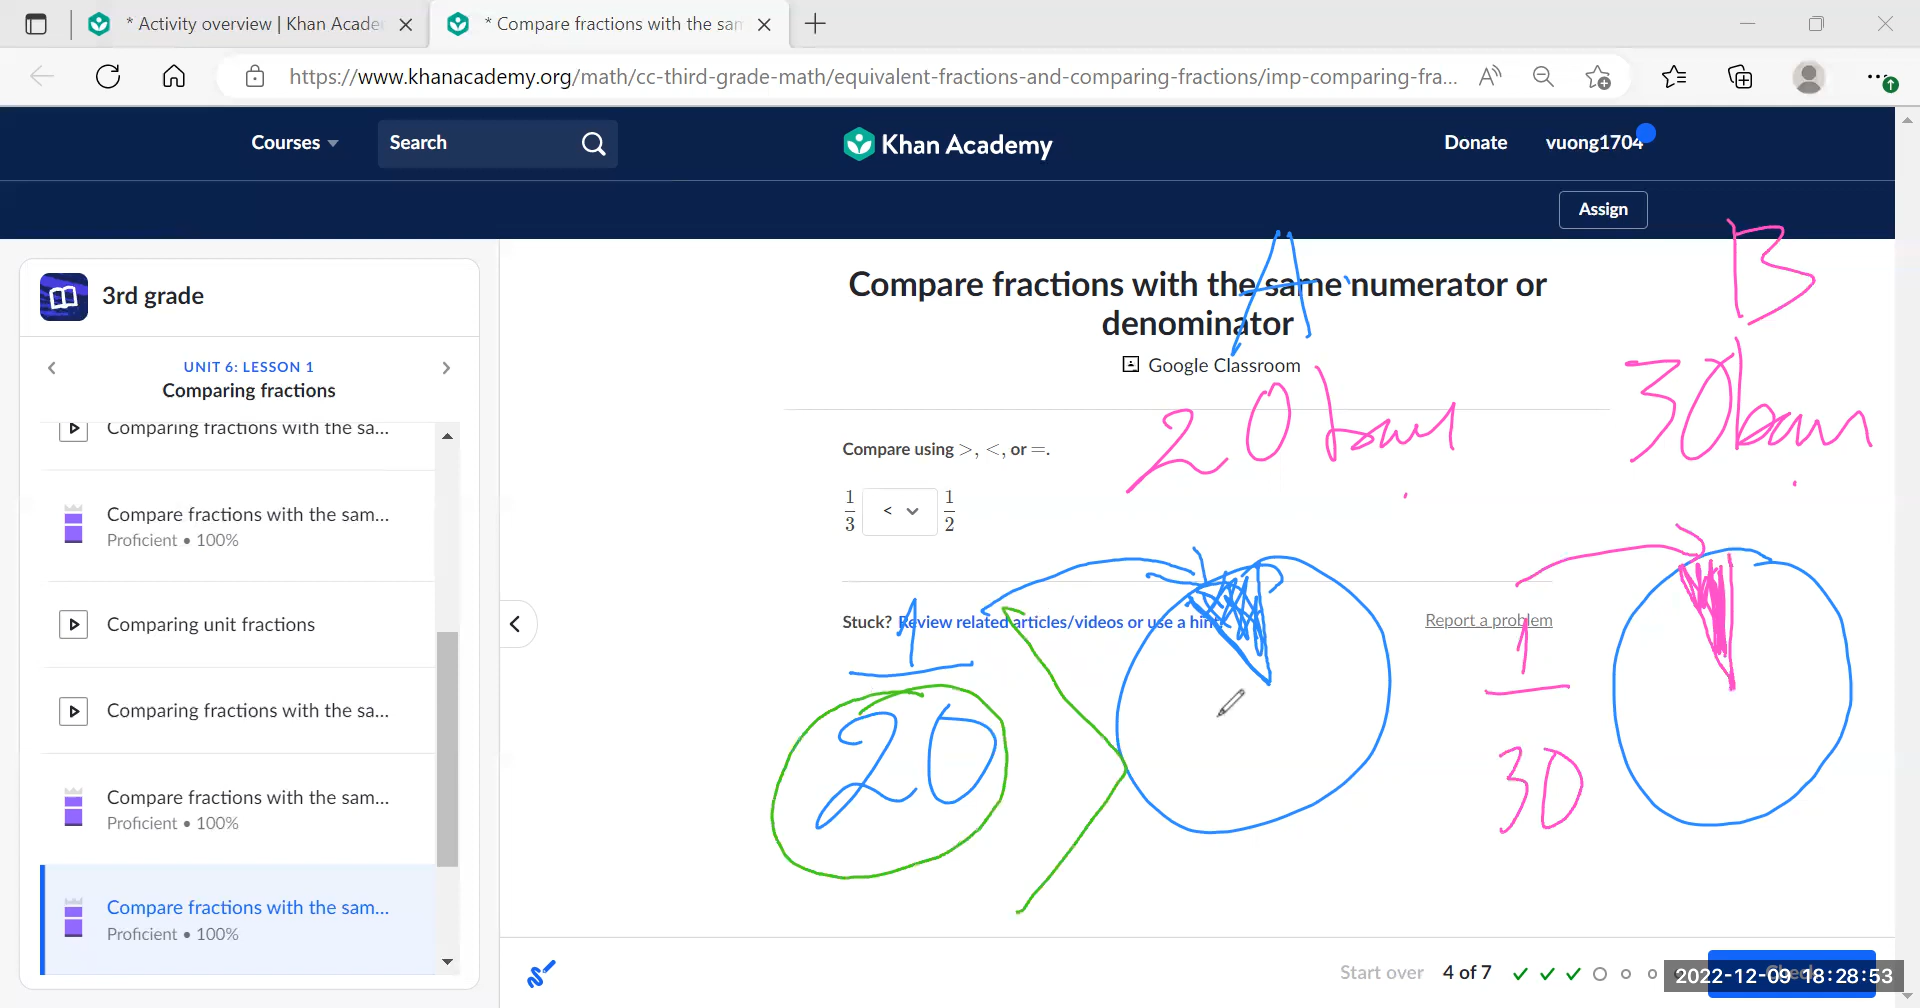 * Activity overview | Khan Acade
* Compare fractions with the sam
https://www.khanacademy.org/math/cc-third-grade-math/equivalent-fractions-and-comparing-fractions/imp-comparing-fra...
Courses
Search
Khan Academy
Donate
vuong1704
Assign
3rd grade
UNIT 6: LESSON 1
Comparing fractions
Comparing fractions with the sa...
Compare fractions with the sam...
Proficient • 100%
Comparing unit fractions
Comparing fractions with the sa...
Compare fractions with the sam...
Proficient • 100%
Compare fractions with the sam...
Proficient • 100%
Compare fractions with the same numerator or
denominator
Google Classroom
A
B
20 bạn
30 bạn
Compare using >, <, or =.
1/3 < 1/2
Stuck? Review related articles/videos or use a hint.
Report a problem
1
20
1
30
Start over
4 of 7
2022-12-09 18:28:53